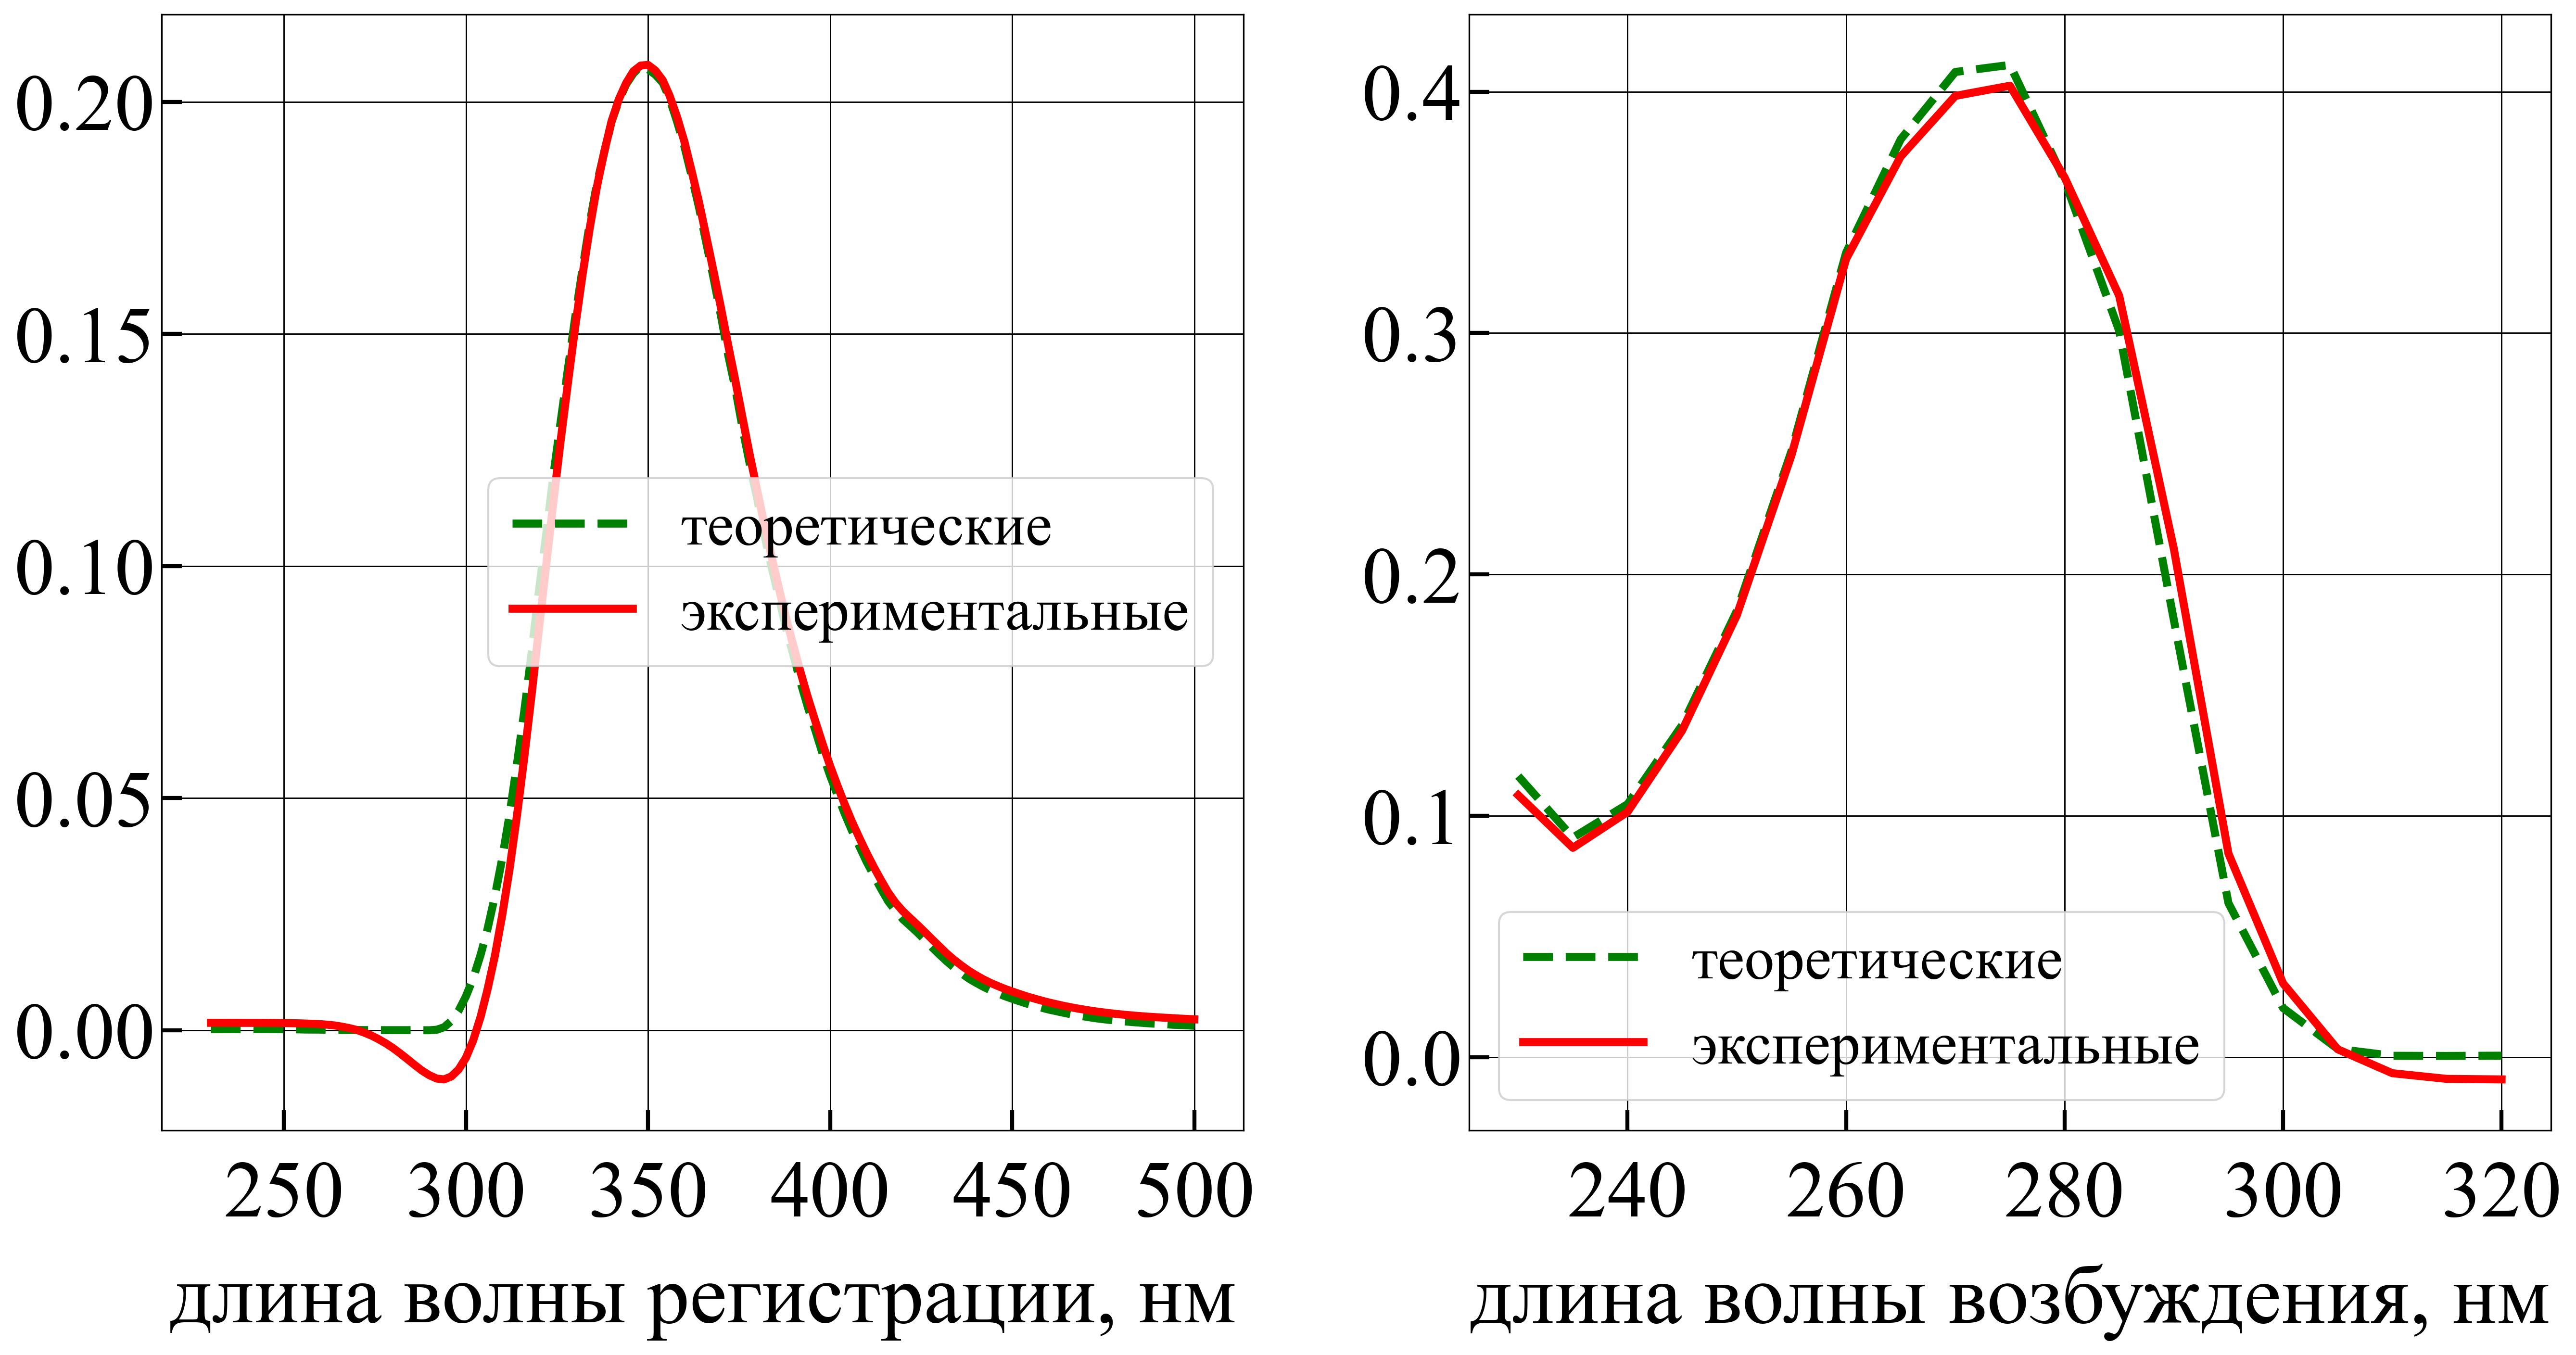 0.20
0.15
0.10
0.05
0.00
теоретические
экспериментальные
250 300 350 400 450 500
длина волны регистрации, нм
0.4
0.3
0.2
0.1
0.0
теоретические
экспериментальные
240 260 280 300 320
длина волны возбуждения, нм